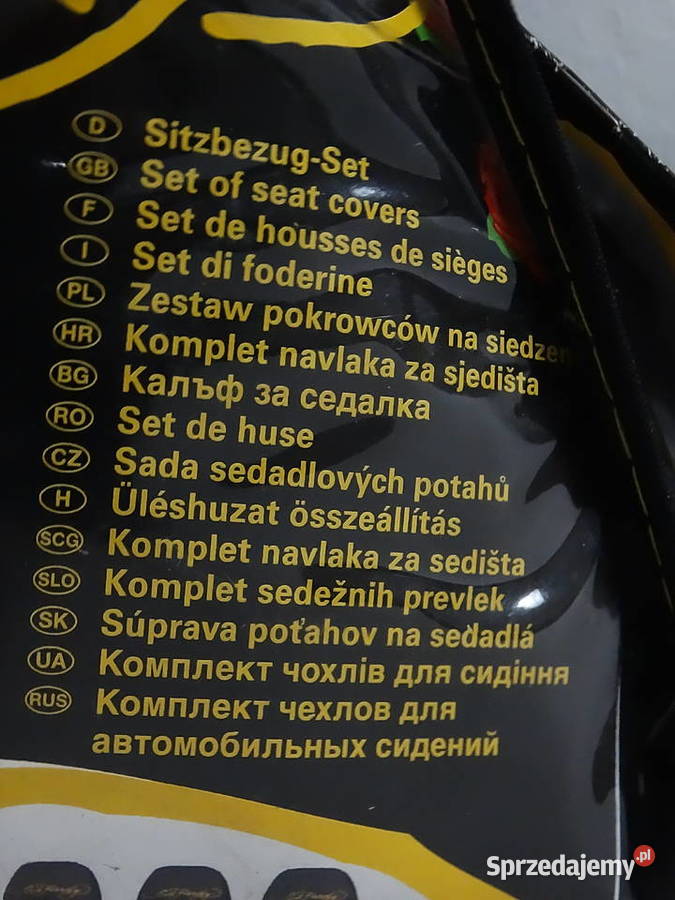 D Sitzbezug-Set
GB Set of seat covers
F Set de housses de sièges
I Set di foderine
PL Zestaw pokrowców na
HR Komplet navlaka za sjedišta
BG Калъф за седалка
RO Set de huse
CZ Sada sedadlových potahů
H Üléshuzat összeállítás
SCG Komplet navlaka za sedišta
SLO Komplet sedežnih prevlek
SK Súprava poťahov na sedadlá
UA Комплект чохлів для сидіння
RUS Комплект чехлов для
автомобильных сидений
Sprzedajemy.pl